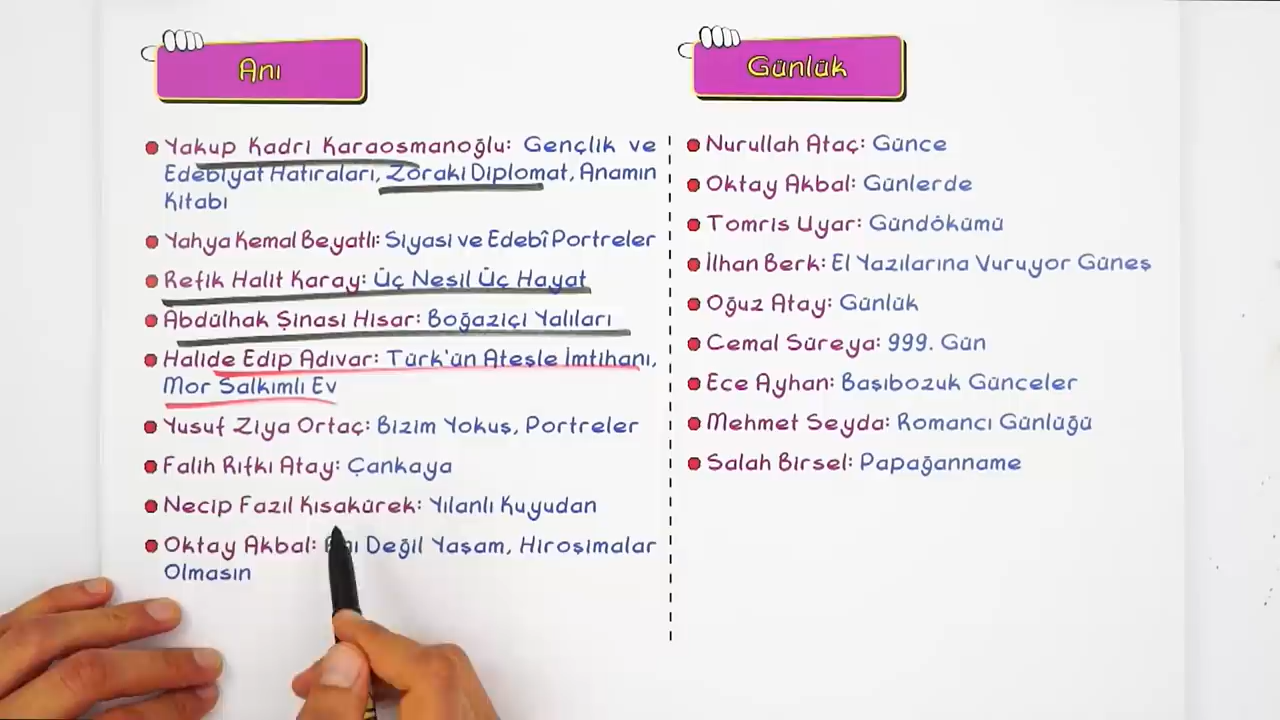 Anı
Yakup Kadri Karaosmanoğlu: Gençlik ve
Edebiyat Hatıraları, Zoraki Diplomat, Anamın
Kitabı
Yahya Kemal Beyatlı: Siyasi ve Edebî Portreler
Refik Halit Karay: Üç Nesil Üç Hayat
Abdülhak Şinasi Hisar: Boğaziçi Yalıları
Halide Edip Adıvar: Türk'ün Ateşle İmtihanı,
Mor Salkımlı Ev
Yusuf Ziya Ortaç: Bizim Yokuş, Portreler
Falih Rıfkı Atay: Çankaya
Necip Fazıl Kısakürek: Yılanlı Kuyudan
Oktay Akbal: Anı Değil Yaşam, Hiroşimalar
Olmasın
Günlük
Nurullah Ataç: Günce
Oktay Akbal: Günlerde
Tomris Uyar: Gündökümü
İlhan Berk: El Yazılarına Vuruyor Güneş
Oğuz Atay: Günlük
Cemal Süreya: 999. Gün
Ece Ayhan: Başıbozuk Günceler
Mehmet Seyda: Romancı Günlüğü
Salah Birsel: Papağanname